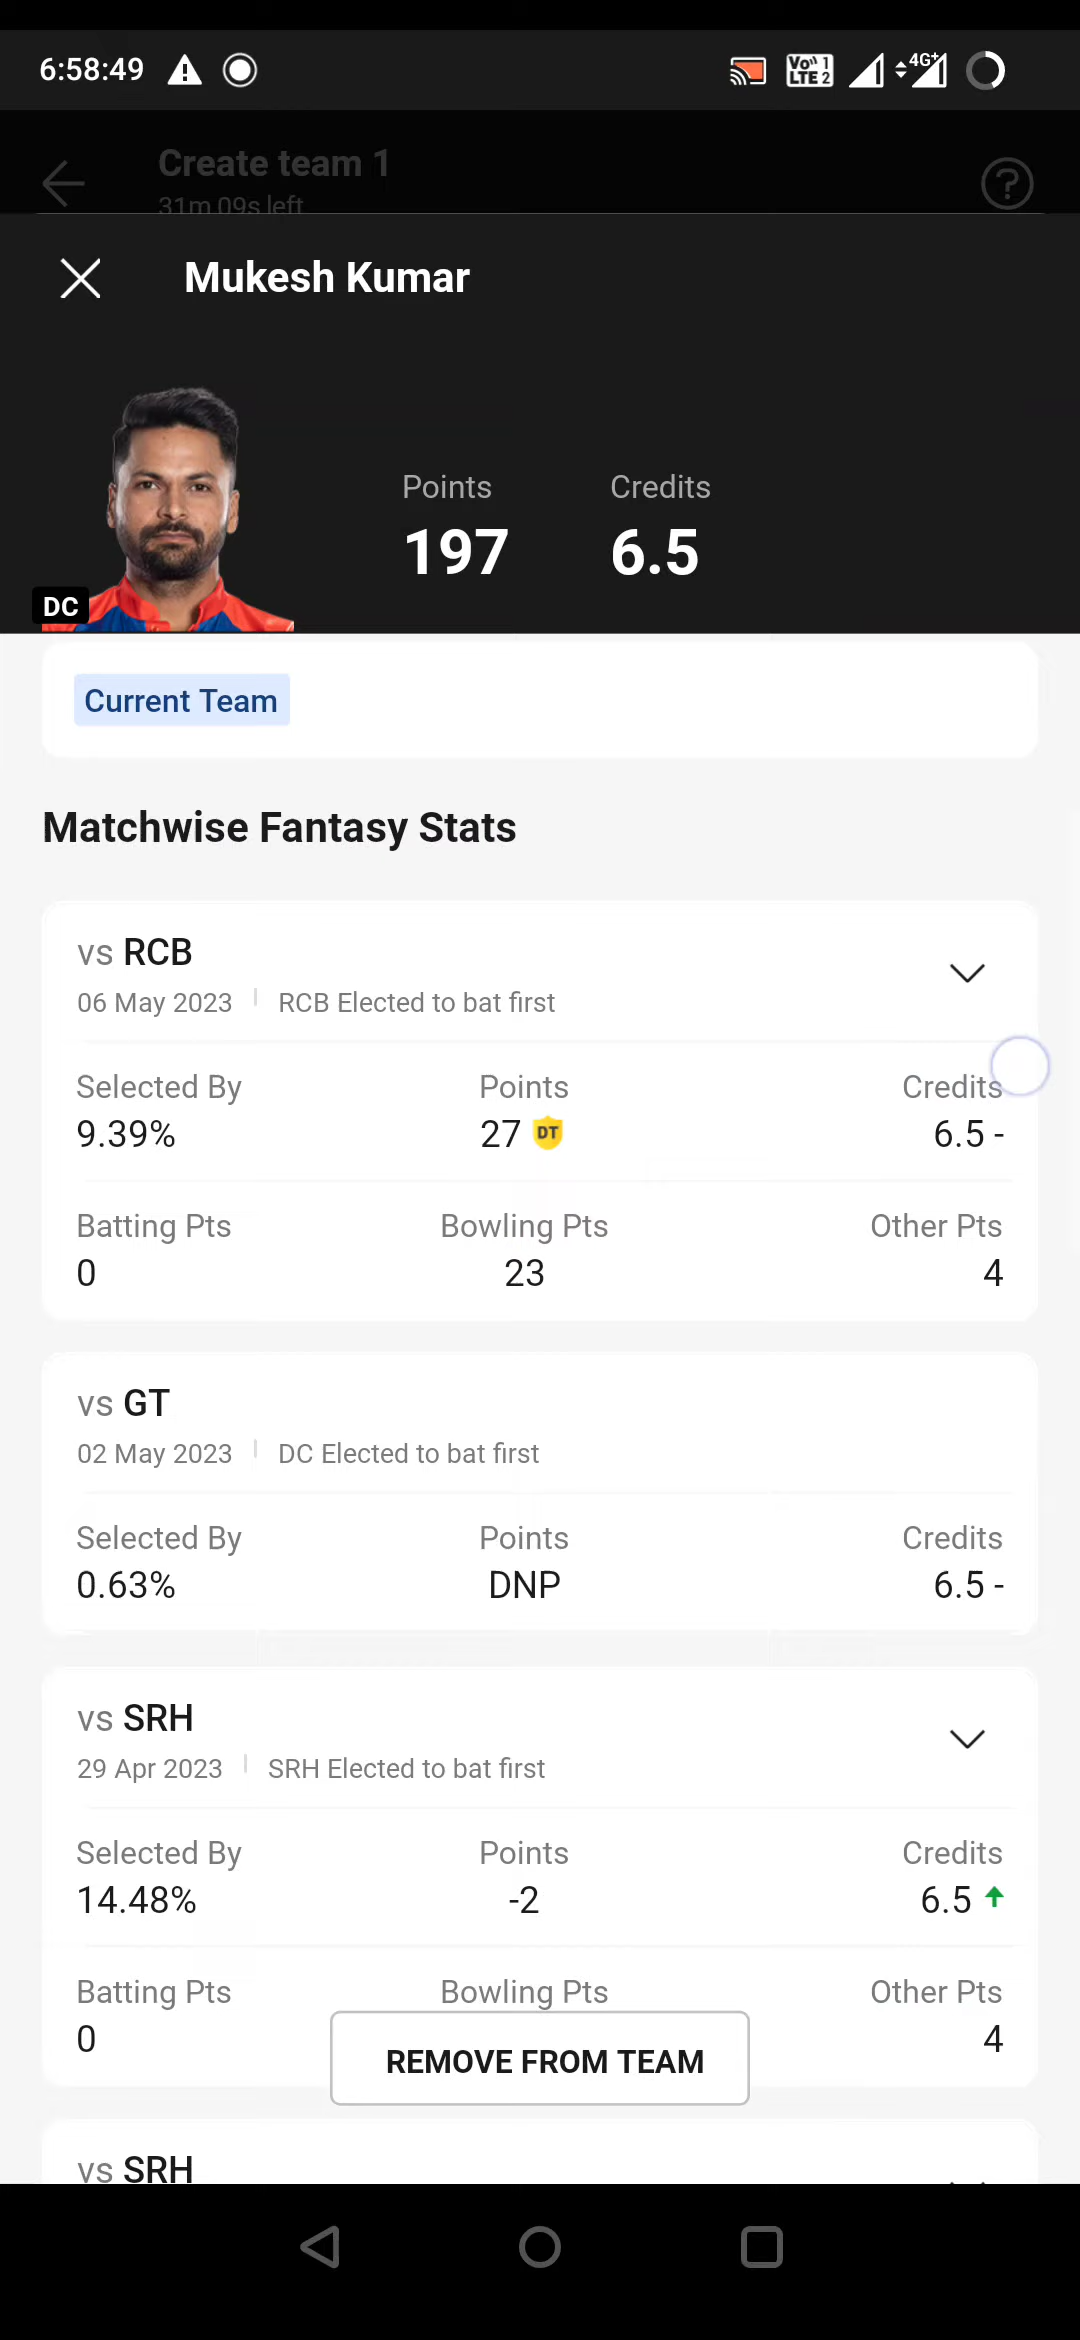 6:58:49
Vo)) 1
LTE 2
4G+
Create team 1
31m 09s left
Mukesh Kumar
Points
Credits
197
6.5
DC
Current Team
Matchwise Fantasy Stats
vs RCB
06 May 2023 | RCB Elected to bat first
Selected By Points Credits
9.39% 27 DT 6.5 -
Batting Pts Bowling Pts Other Pts
0 23 4
vs GT
02 May 2023 | DC Elected to bat first
Selected By Points Credits
0.63% DNP 6.5 -
vs SRH
29 Apr 2023 | SRH Elected to bat first
Selected By Points Credits
14.48% -2 6.5
Batting Pts Bowling Pts Other Pts
0 4
REMOVE FROM TEAM
vs SRH